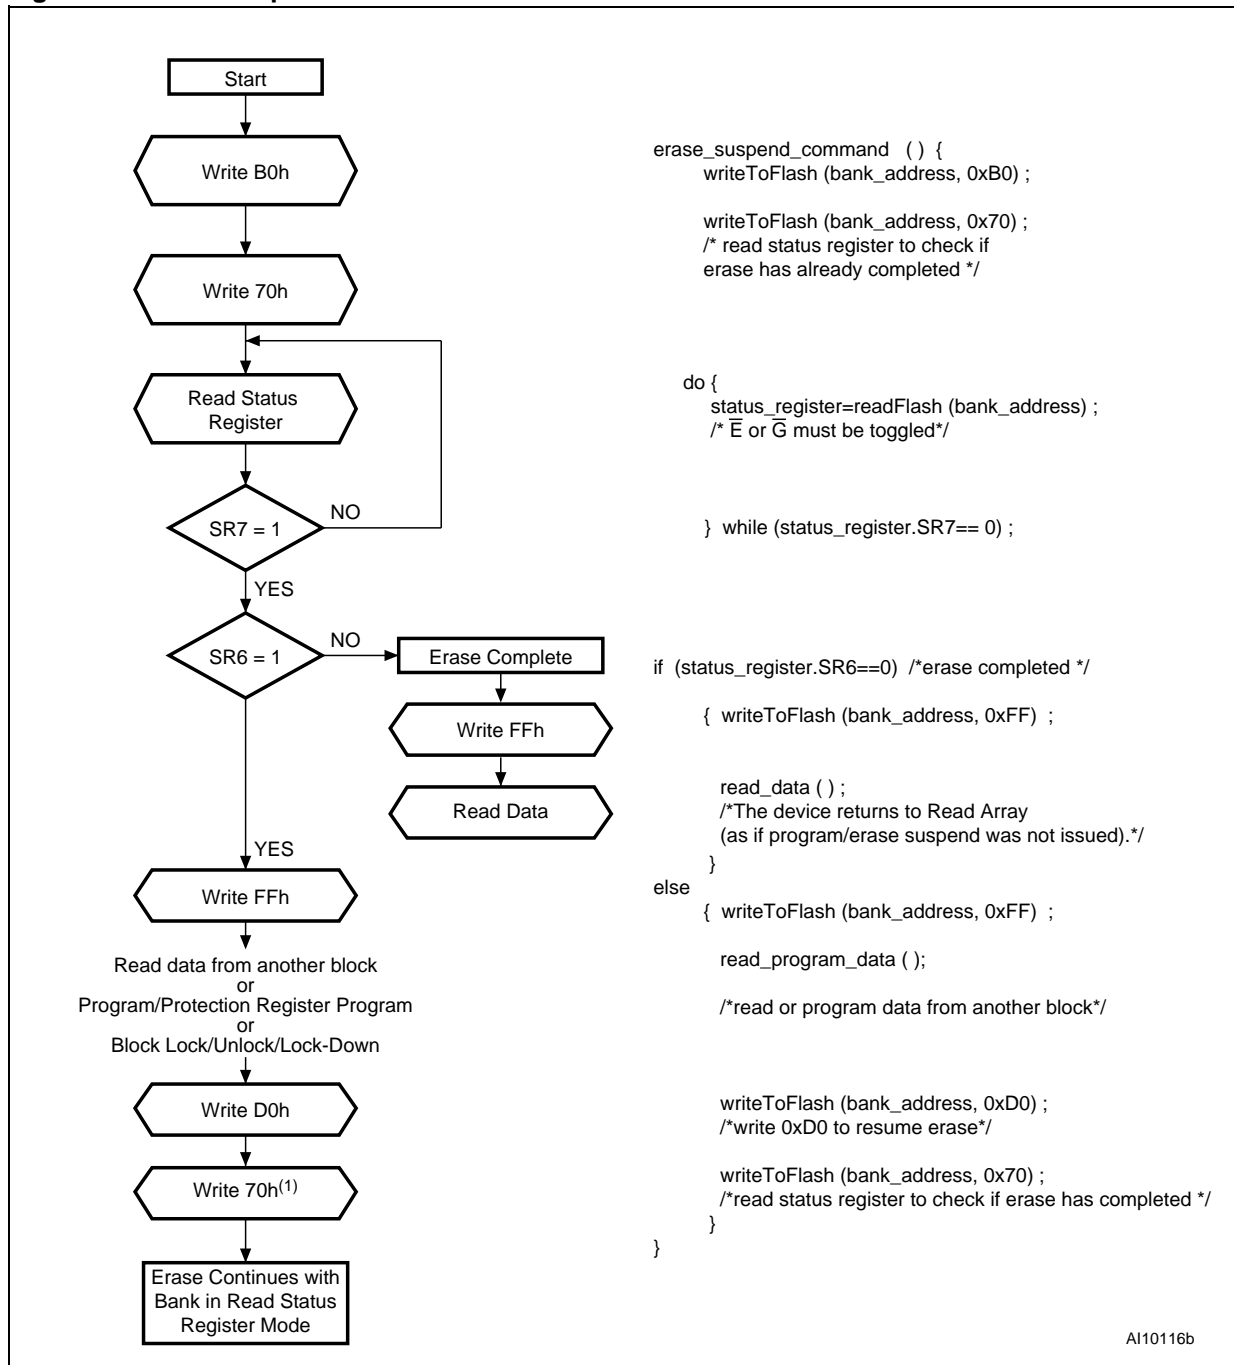 Start
Write B0h
Write 70h
Read Status
Register
SR7 = 1
NO
YES
SR6 = 1
NO
Erase Complete
Write FFh
Read Data
YES
Write FFh
Read data from another block
or
Program/Protection Register Program
or
Block Lock/Unlock/Lock-Down
Write D0h
Write 70h(1)
Erase Continues with
Bank in Read Status
Register Mode
erase_suspend_command ( ) {
writeToFlash (bank_address, 0xB0) ;
writeToFlash (bank_address, 0x70) ;
/* read status register to check if
erase has already completed */
do {
status_register=readFlash (bank_address) ;
/* E̅ or G̅ must be toggled*/
} while (status_register.SR7== 0) ;
if (status_register.SR6==0) /*erase completed */
{ writeToFlash (bank_address, 0xFF) ;
read_data ( ) ;
/*The device returns to Read Array
(as if program/erase suspend was not issued).*/
}
else
{ writeToFlash (bank_address, 0xFF) ;
read_program_data ( );
/*read or program data from another block*/
writeToFlash (bank_address, 0xD0) ;
/*write 0xD0 to resume erase*/
writeToFlash (bank_address, 0x70) ;
/*read status register to check if erase has completed */
}
}
AI10116b